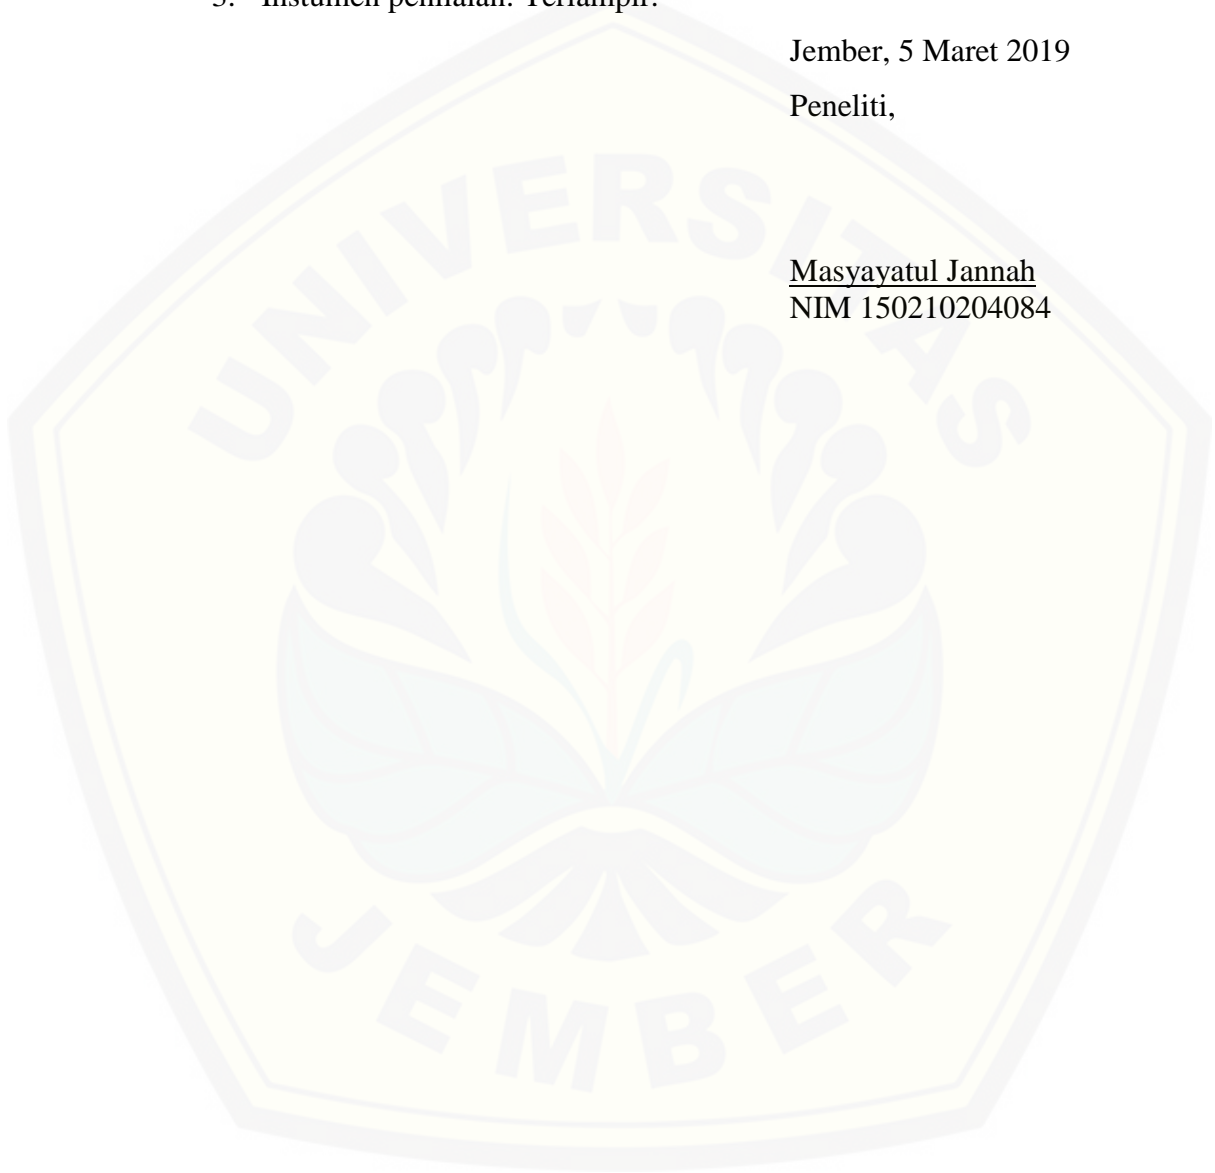 3. Instumen penilaian: Terlampir.
Jember, 5 Maret 2019
Peneliti,
Masyayatul Jannah
NIM 150210204084
UNIVERSITAS
JEMBER